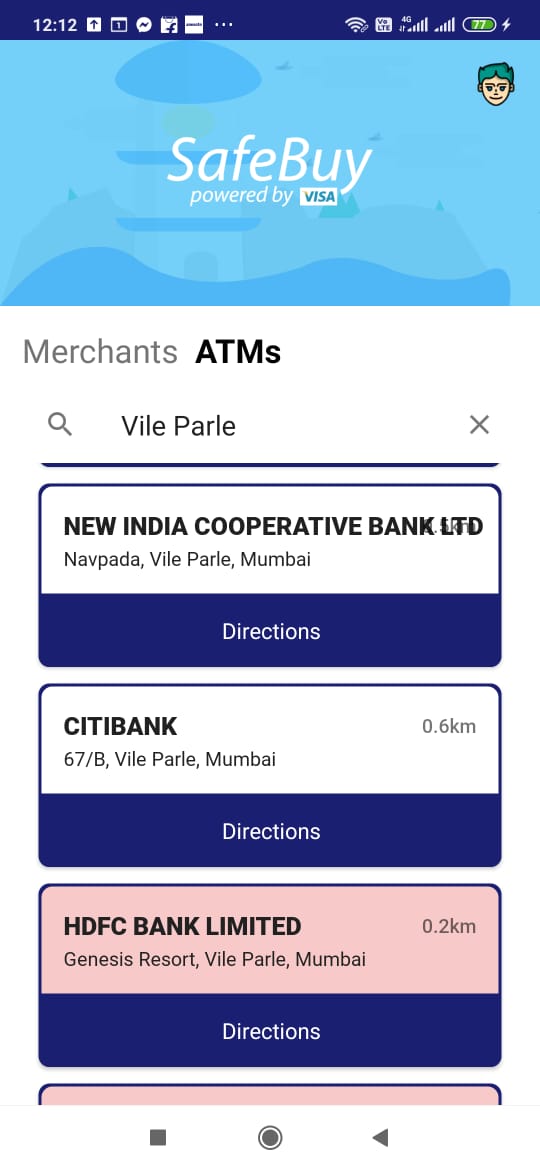 12:12
4G
77
SafeBuy
powered by VISA
Merchants ATMs
Vile Parle
NEW INDIA COOPERATIVE BANK LTD
Navpada, Vile Parle, Mumbai
Directions
CITIBANK 0.6km
67/B, Vile Parle, Mumbai
Directions
HDFC BANK LIMITED 0.2km
Genesis Resort, Vile Parle, Mumbai
Directions